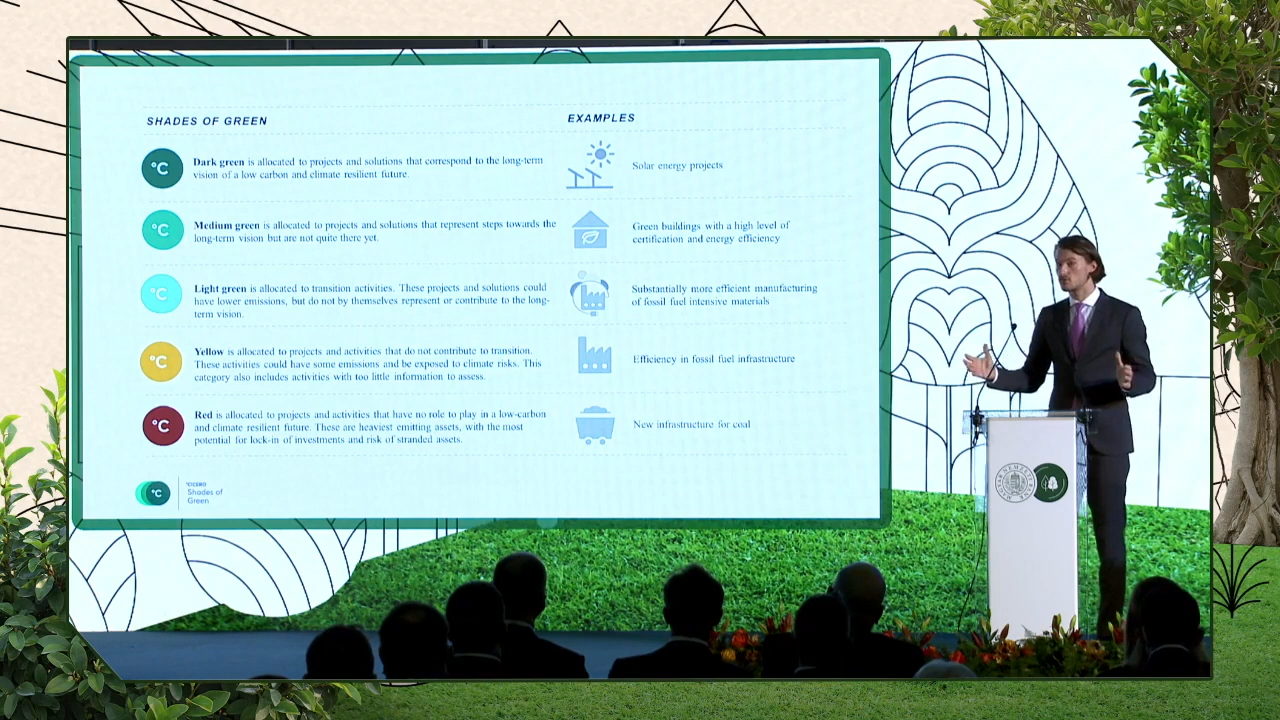 SHADES OF GREEN
EXAMPLES
°C
Dark green is allocated to projects and solutions that correspond to the long-term
vision of a low carbon and climate resilient future.
Solar energy projects
°C
Medium green is allocated to projects and solutions that represent steps towards the
long-term vision but are not quite there yet.
Green buildings with a high level of
certification and energy efficiency
°C
Light green is allocated to transition activities. These projects and solutions could
have lower emissions, but do not by themselves represent or contribute to the long-
term vision.
Substantially more efficient manufacturing
of fossil fuel intensive materials
°C
Yellow is allocated to projects and activities that do not contribute to transition.
These activities could have some emissions and be exposed to climate risks. This
category also includes activities with too little information to assess.
Efficiency in fossil fuel infrastructure
°C
Red is allocated to projects and activities that have no role to play in a low-carbon
and climate resilient future. These are heaviest emitting assets, with the most
potential for lock-in of investments and risk of stranded assets.
New infrastructure for coal
°C
°CICERO
Shades of
Green